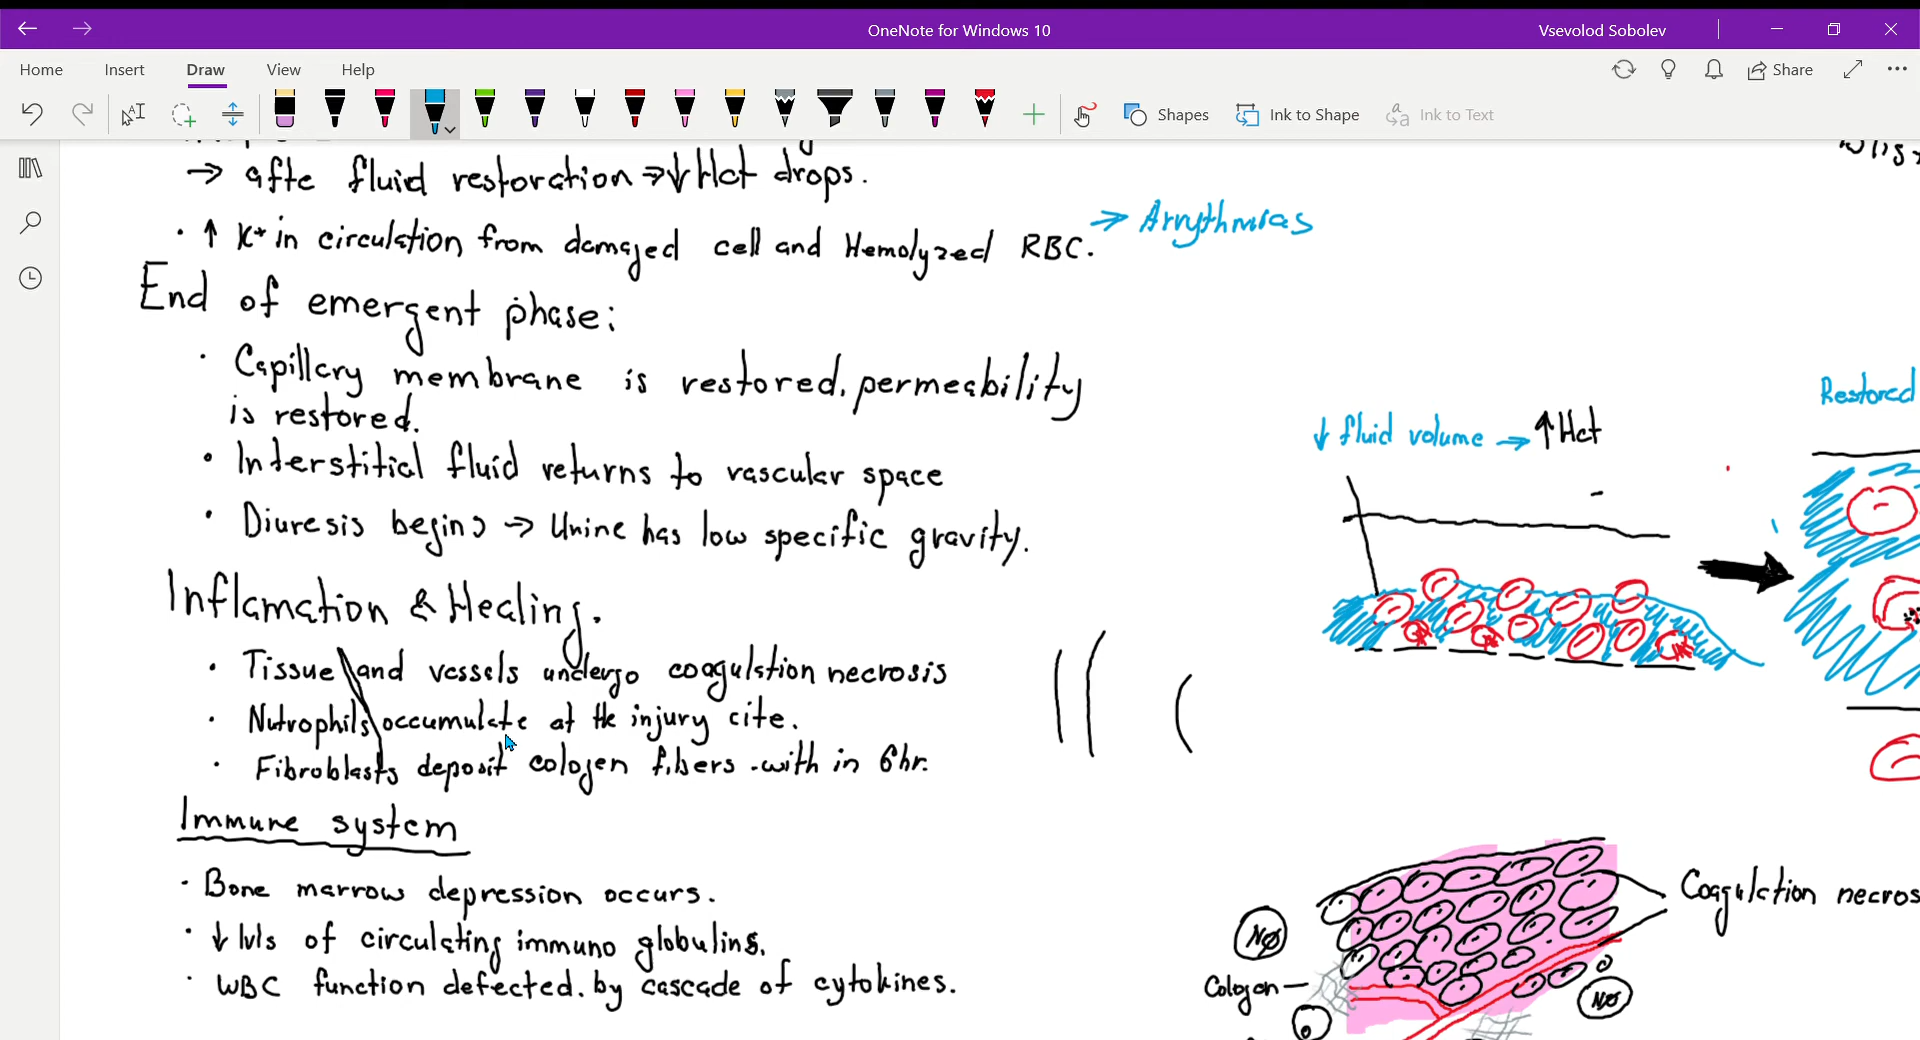 OneNote for Windows 10
Vsevolod Sobolev
Home Insert Draw View Help
Share
Shapes
Ink to Shape
Ink to Text
→ afte fluid restoration → ↓ Hct drops.
· ↑ K+ in circulation from damaged cell and Hemolyzed RBC.
→ Arrythmias
End of emergent phase:
· Capillary membrane is restored, permeability
is restored.
· Interstitial fluid returns to vascular space
· Diuresis begins → Urine has low specific gravity.
Inflamation & Healing.
· Tissue and vessels undergo coagulation necrosis
· Nutrophils occumulate at the injury cite.
· Fibroblasts deposit cologen fibers with in 6hr.
Immune system
· Bone marrow depression occurs.
· ↓ lvls of circulating immuno globulins.
· WBC function defected. by cascade of cytokines.
↓ fluid volume → ↑ Hct
Restored
Coagulation necros
NØ
Cologen
NØ